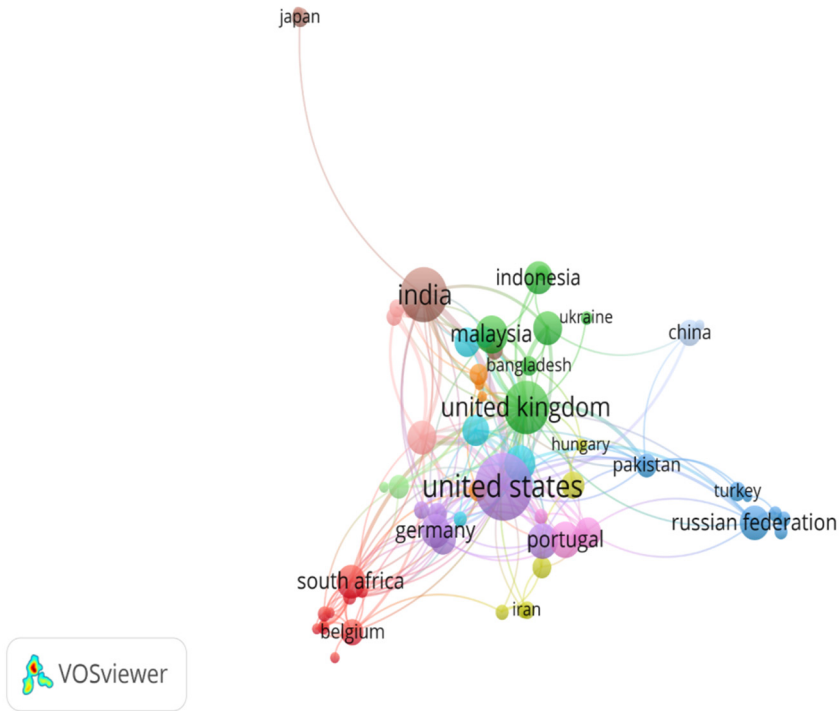 japan
india
indonesia
ukraine
malaysia
china
bangladesh
united kingdom
hungary
pakistan
united states
turkey
russian federation
germany
portugal
south africa
iran
belgium
VOSviewer